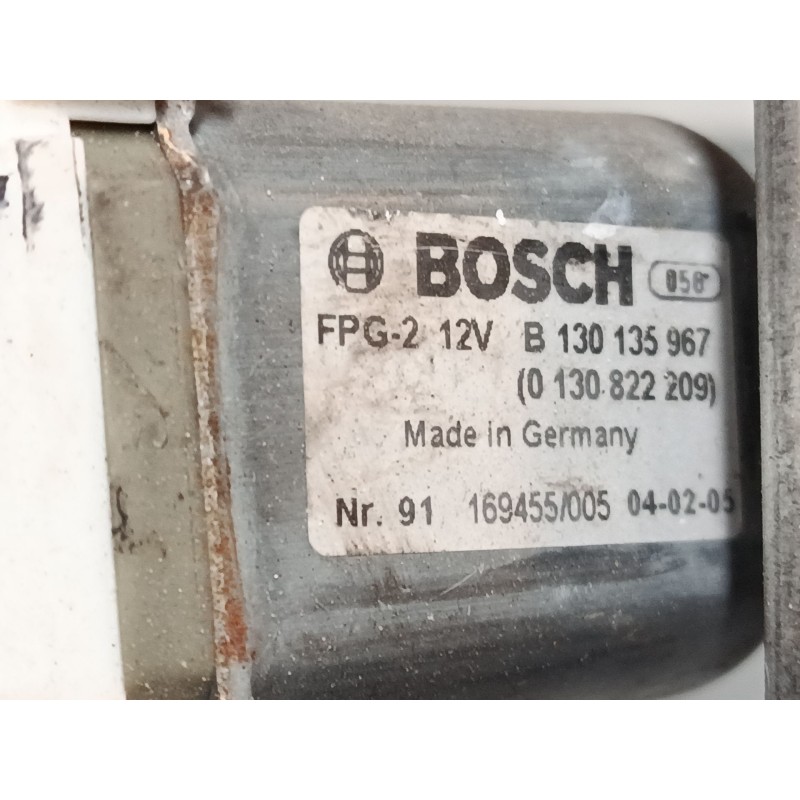 BOSCH
FPG-2 12V B 130 135 967
(0 130 822 209)
Made in Germany
Nr. 91 169455/005 04-02-05